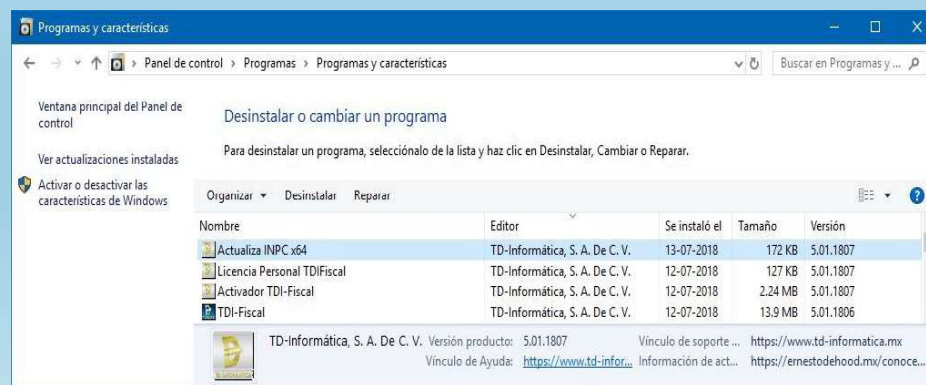 Programas y características
Panel de control > Programas > Programas y características
Buscar en Programas y ...
Ventana principal del Panel de control
Ver actualizaciones instaladas
Activar o desactivar las características de Windows
Desinstalar o cambiar un programa
Para desinstalar un programa, selecciónalo de la lista y haz clic en Desinstalar, Cambiar o Reparar.
Organizar Desinstalar Reparar
Nombre Editor Se instaló el Tamaño Versión
Actualiza INPC x64 TD-Informática, S. A. De C. V. 13-07-2018 172 KB 5.01.1807
Licencia Personal TDIFiscal TD-Informática, S. A. De C. V. 12-07-2018 127 KB 5.01.1807
Activador TDI-Fiscal TD-Informática, S. A. De C. V. 12-07-2018 2.24 MB 5.01.1807
TDI-Fiscal TD-Informática, S. A. De C. V. 12-07-2018 13.9 MB 5.01.1806
TD-Informática, S. A. De C. V. Versión producto: 5.01.1807 Vínculo de soporte ... https://www.td-informatica.mx
Vínculo de Ayuda: https://www.td-infor... Información de act... https://ernestodehood.mx/conoce...